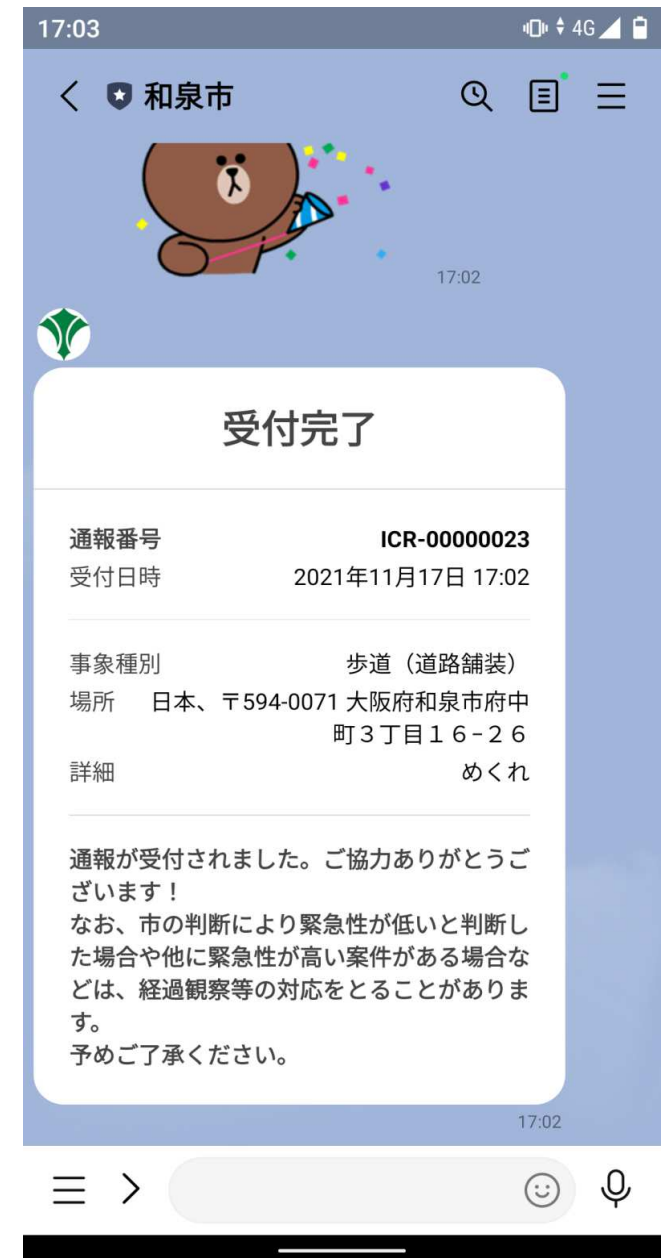 17:03
4G
和泉市
17:02
受付完了
通報番号 ICR-00000023
受付日時 2021年11月17日 17:02
事象種別 歩道（道路舗装）
場所 日本、〒594-0071 大阪府和泉市府中
町３丁目１６−２６
詳細 めくれ
通報が受付されました。ご協力ありがとうご
ざいます！
なお、市の判断により緊急性が低いと判断し
た場合や他に緊急性が高い案件がある場合な
どは、経過観察等の対応をとることがありま
す。
予めご了承ください。
17:02